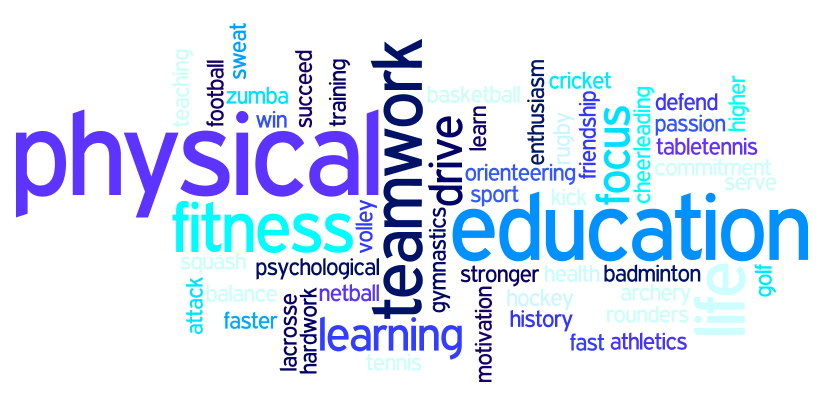 teaching
football
sweat
zumba
win
succeed
training
physical
teamwork
basketball
learn
enthusiasm
cricket
rugby
friendship
focus
cheerleading
defend
higher
passion
tabletennis
commitment
serve
drive
orienteering
sport
kick
fitness
volley
gymnastics
education
squash
psychological
stronger
health
badminton
life
golf
attack
balance
netball
faster
lacrosse
hardwork
learning
tennis
motivation
hockey
history
archery
rounders
fast
athletics